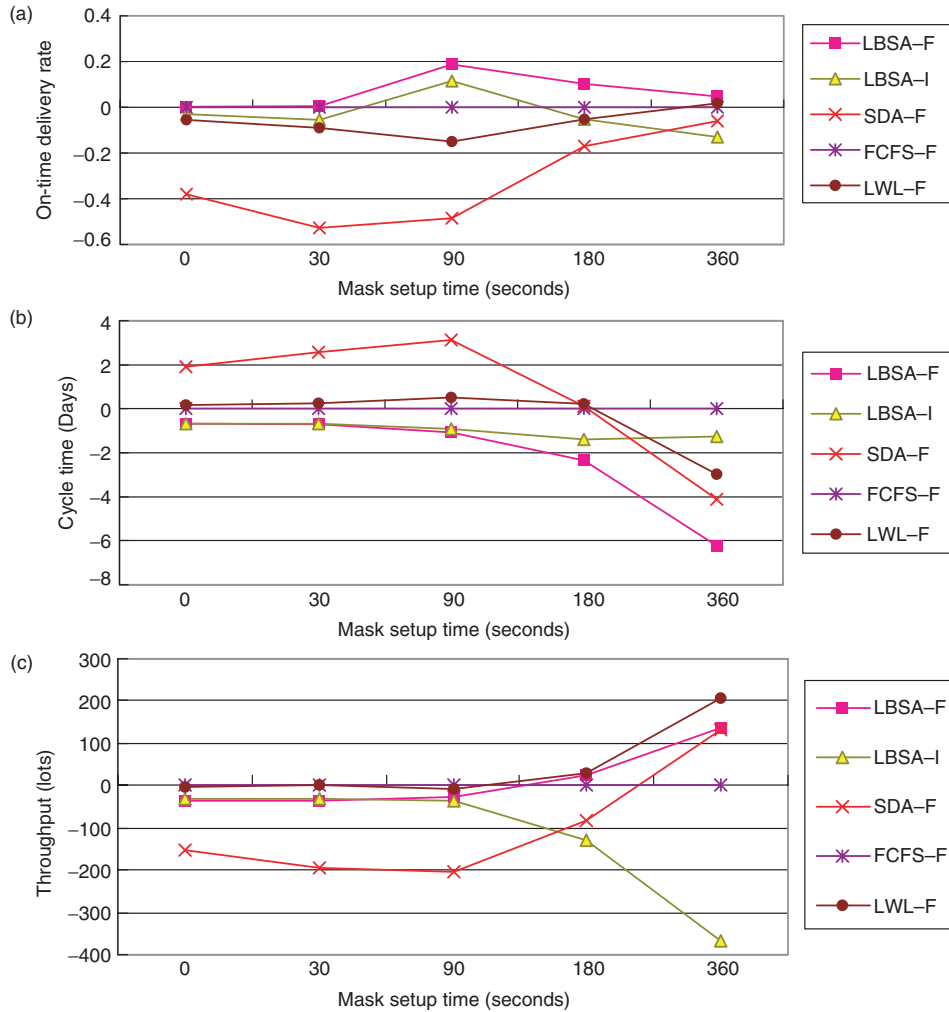 (a)
On-time delivery rate
0.4
0.2
0
−0.2
−0.4
−0.6
0 30 90 180 360
Mask setup time (seconds)
LBSA–F
LBSA–I
SDA–F
FCFS–F
LWL–F
(b)
Cycle time (Days)
4
2
0
−2
−4
−6
−8
0 30 90 180 360
Mask setup time (seconds)
LBSA–F
LBSA–I
SDA–F
FCFS–F
LWL–F
(c)
Throughput (lots)
300
200
100
0
−100
−200
−300
−400
0 30 90 180 360
Mask setup time (seconds)
LBSA–F
LBSA–I
SDA–F
FCFS–F
LWL–F